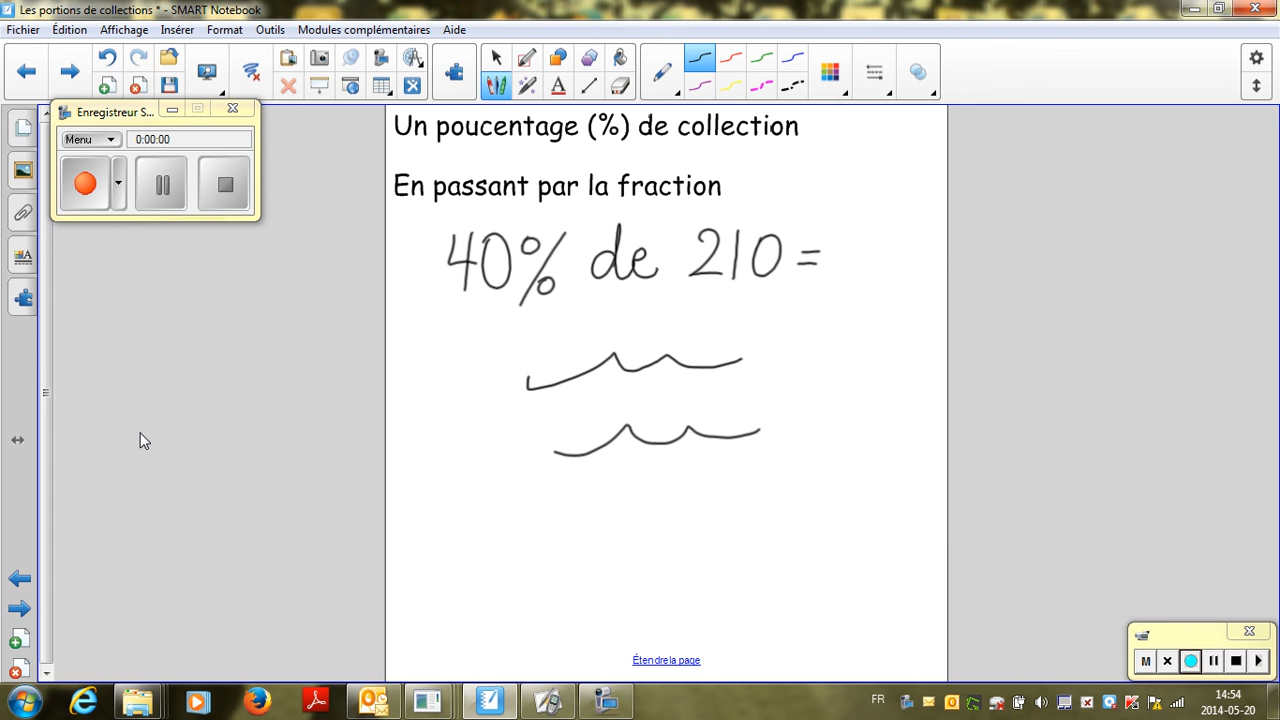 Les portions de collections * - SMART Notebook
Fichier Édition Affichage Insérer Format Outils Modules complémentaires Aide
Enregistreur S...
Menu 0:00:00
Un poucentage (%) de collection
En passant par la fraction
40% de 210 =
Étendre la page
M
FR 14:54
2014-05-20